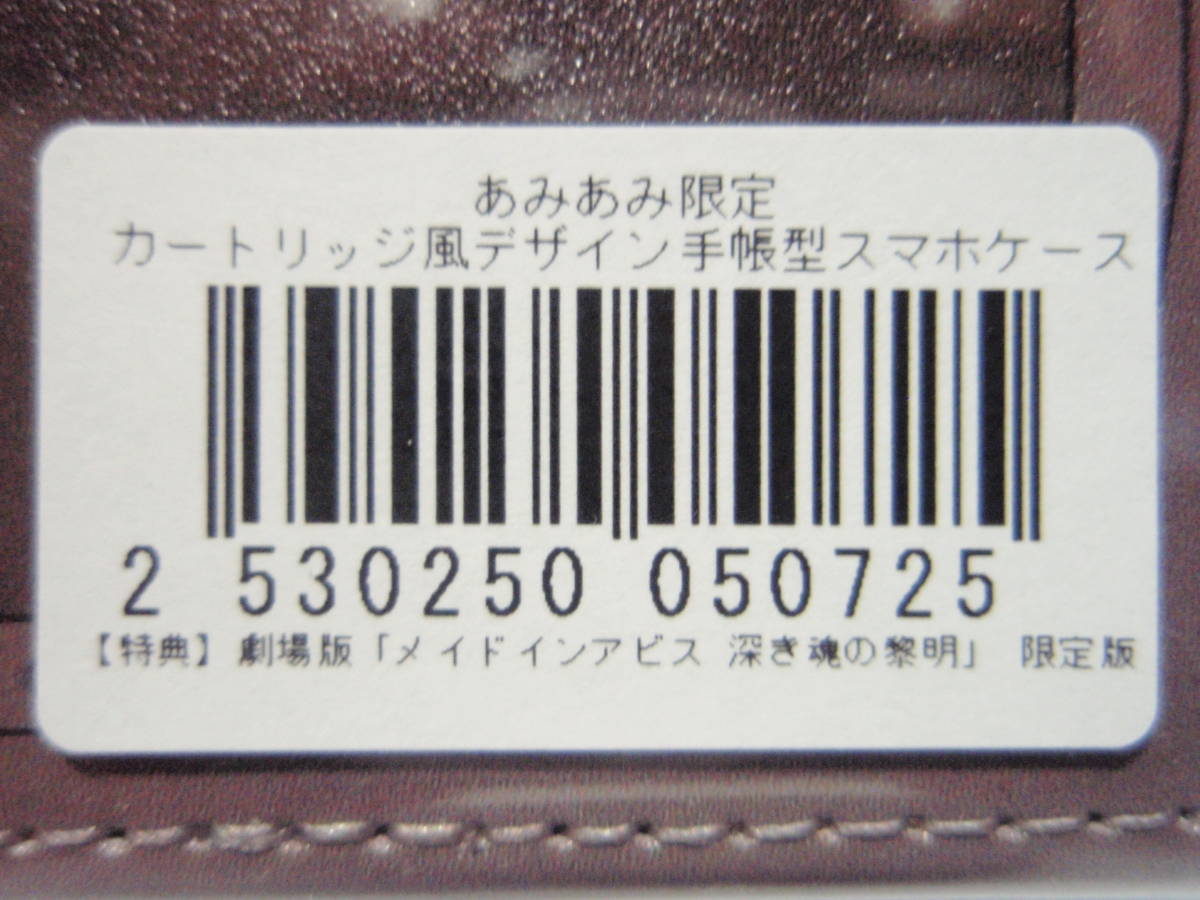 あみあみ限定
カートリッジ風デザイン手帳型スマホケース
2 530250 050725
【特典】劇場版「メイドインアビス 深き魂の黎明」 限定版